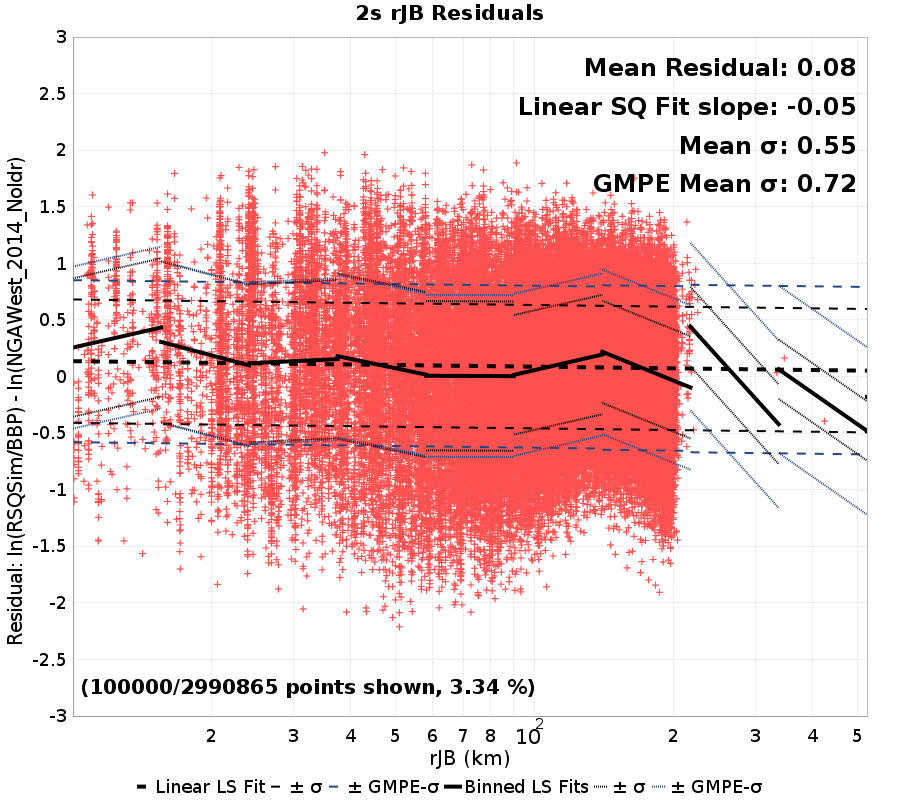 2s rJB Residuals
Mean Residual: 0.08
Linear SQ Fit slope: -0.05
Mean σ: 0.55
GMPE Mean σ: 0.72
Residual: ln(RSQSim/BBP) - ln(NGAWest_2014_NoIdr)
3
2.5
2
1.5
1
0.5
0
-0.5
-1
-1.5
-2
-2.5
-3
(100000/2990865 points shown, 3.34 %)
2 3 4 5 6 7 8 10² 2 3 4 5
rJB (km)
Linear LS Fit ± σ ± GMPE-σ Binned LS Fits ± σ ± GMPE-σ